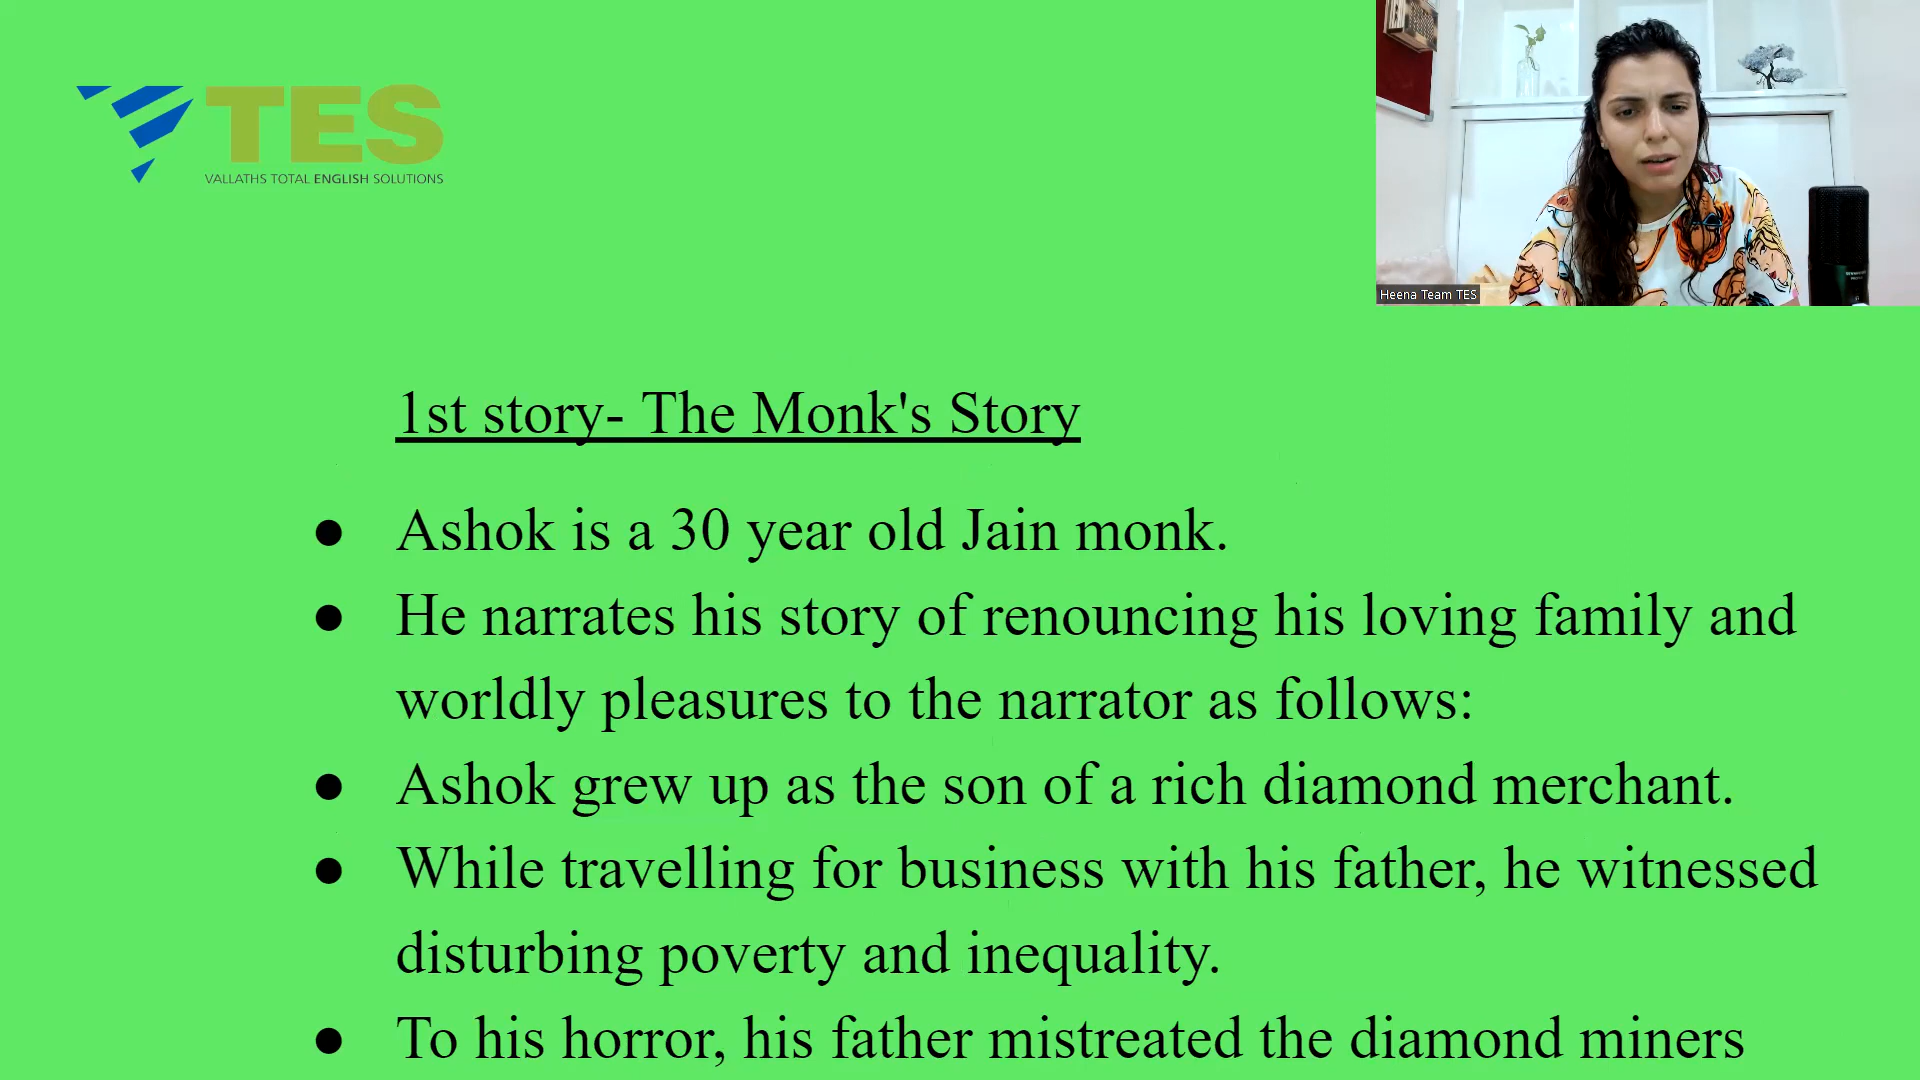 TES
VALLATHS TOTAL ENGLISH SOLUTIONS
Heena Team TES
1st story- The Monk's Story
● Ashok is a 30 year old Jain monk.
● He narrates his story of renouncing his loving family and
worldly pleasures to the narrator as follows:
● Ashok grew up as the son of a rich diamond merchant.
● While travelling for business with his father, he witnessed
disturbing poverty and inequality.
● To his horror, his father mistreated the diamond miners